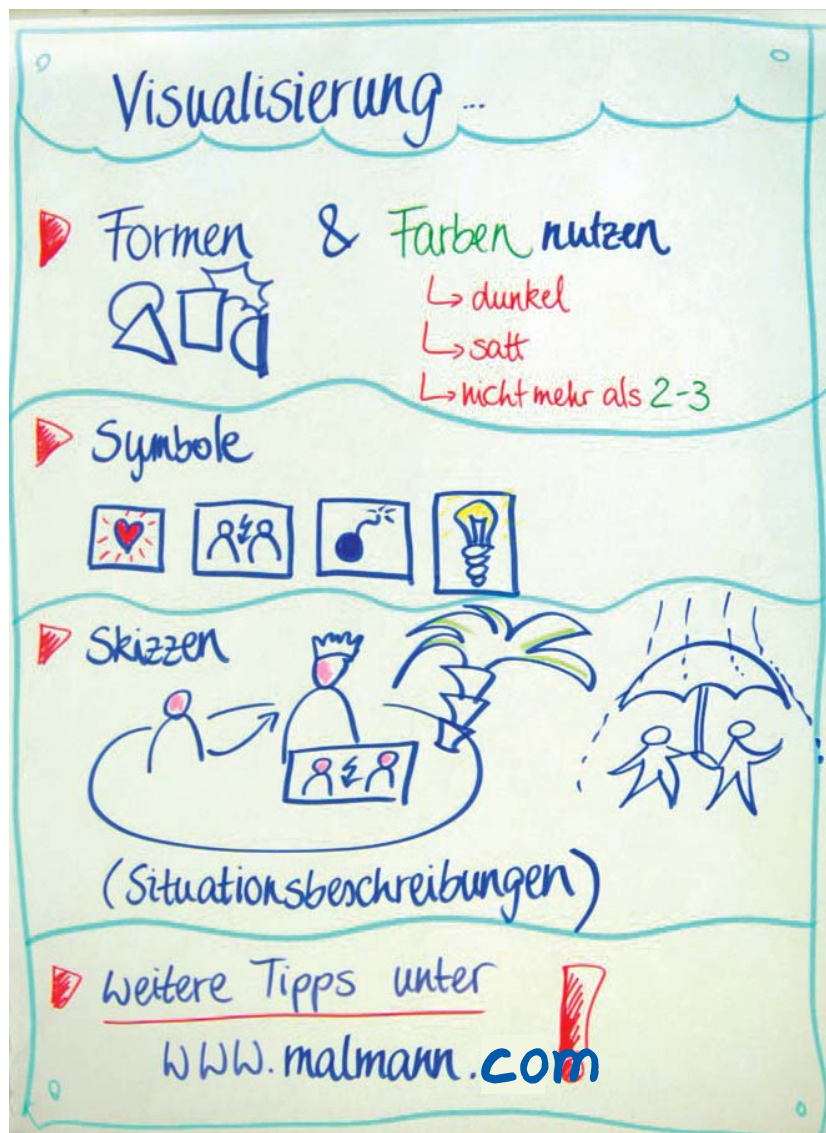 Visualisierung ...
Formen & Farben nutzen
↳ dunkel
↳ satt
↳ nicht mehr als 2-3
Symbole
Skizzen
(Situationsbeschreibungen)
weitere Tipps unter
www.malmann.com
!